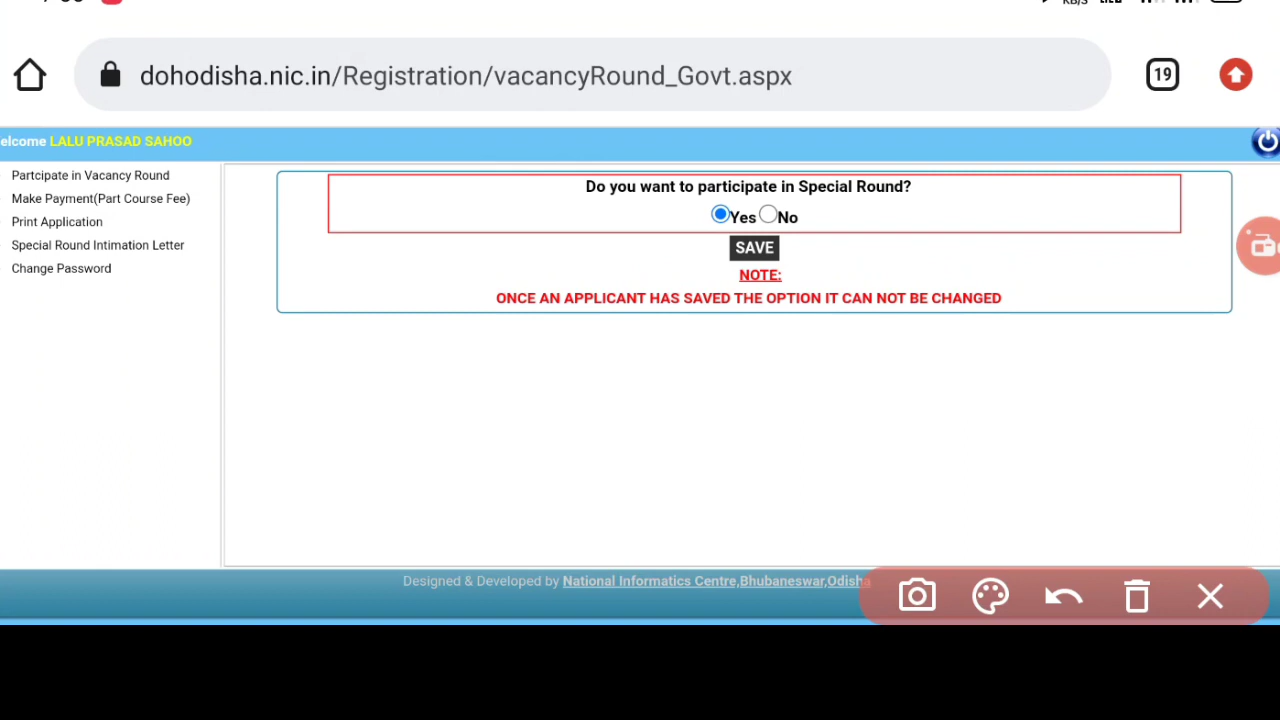 KB/S
dohodisha.nic.in/Registration/vacancyRound_Govt.aspx
19
elcome LALU PRASAD SAHOO
Partcipate in Vacancy Round
Make Payment(Part Course Fee)
Print Application
Special Round Intimation Letter
Change Password
Do you want to participate in Special Round?
Yes No
SAVE
NOTE:
ONCE AN APPLICANT HAS SAVED THE OPTION IT CAN NOT BE CHANGED
Designed & Developed by National Informatics Centre,Bhubaneswar,Odisha